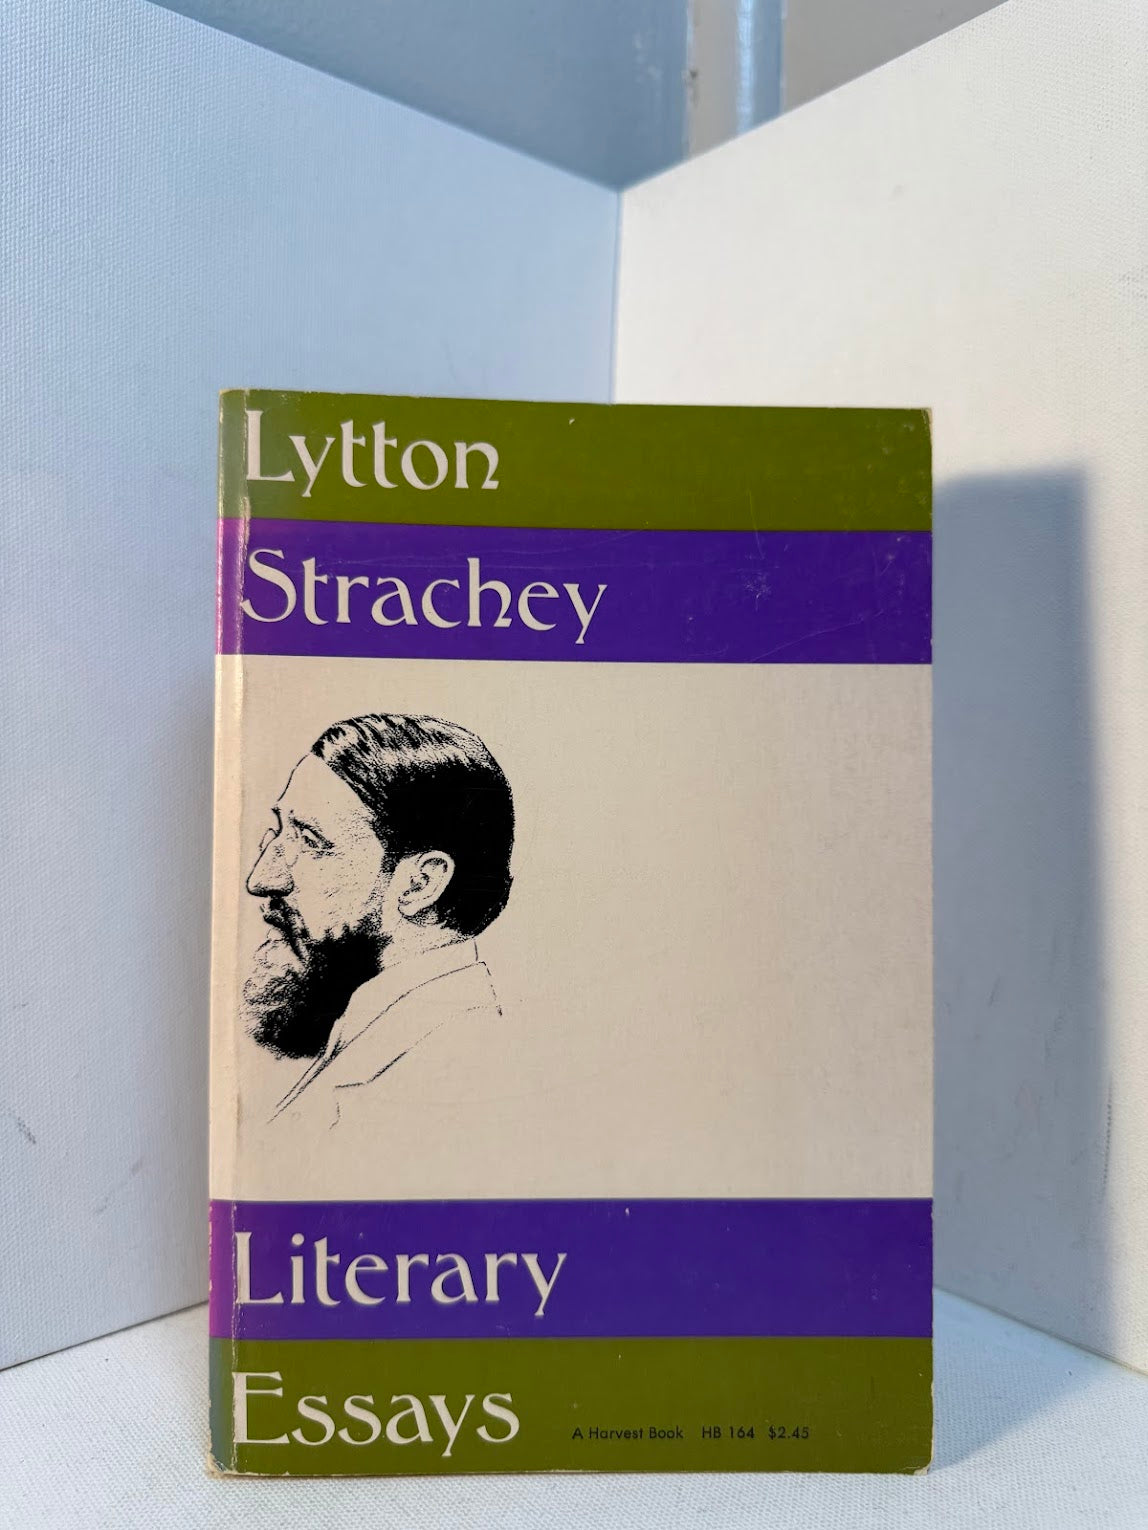 Lytton
Strachey
Literary
Essays
A Harvest Book HB 164 $2.45